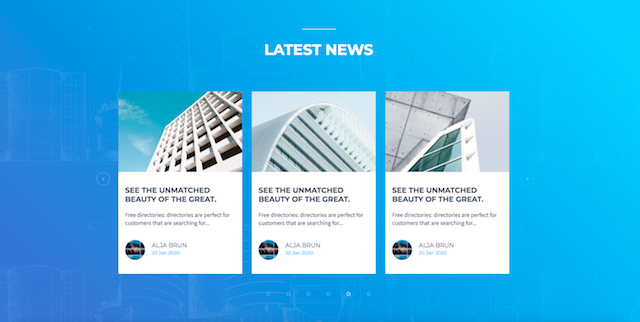 LATEST NEWS
SEE THE UNMATCHED
BEAUTY OF THE GREAT.
Free directories: directories are perfect for
customers that are searching for...
ALJA BRUN
20 Jan 2020
SEE THE UNMATCHED
BEAUTY OF THE GREAT.
Free directories: directories are perfect for
customers that are searching for...
ALJA BRUN
20 Jan 2020
SEE THE UNMATCHED
BEAUTY OF THE GREAT.
Free directories: directories are perfect for
customers that are searching for...
ALJA BRUN
20 Jan 2020